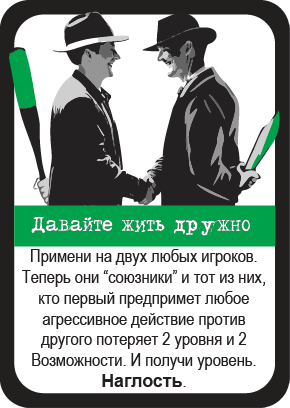 Давайте жить дружно
Примени на двух любых игроков.
Теперь они “союзники” и тот из них,
кто первый предпримет любое
агрессивное действие против
другого потеряет 2 уровня и 2
Возможности. И получи уровень.
Наглость.